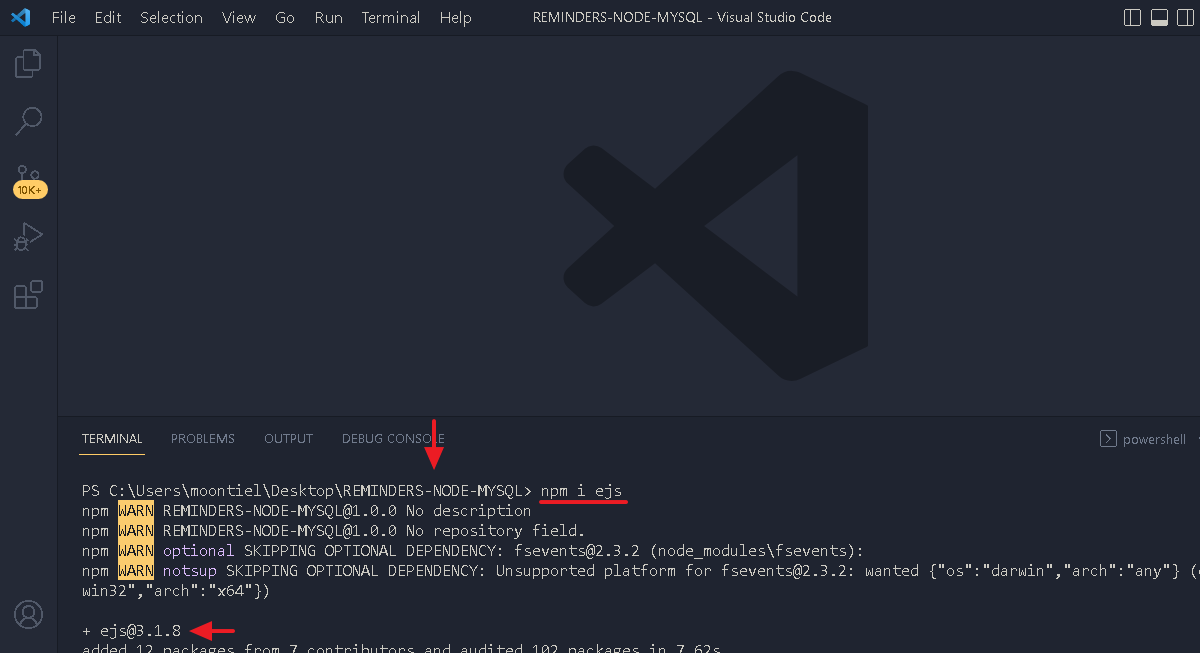 File Edit Selection View Go Run Terminal Help REMINDERS-NODE-MYSQL - Visual Studio Code
10K+
TERMINAL PROBLEMS OUTPUT DEBUG CONSOLE powershell
PS C:\Users\moontiel\Desktop\REMINDERS-NODE-MYSQL> npm i ejs
npm WARN REMINDERS-NODE-MYSQL@1.0.0 No description
npm WARN REMINDERS-NODE-MYSQL@1.0.0 No repository field.
npm WARN optional SKIPPING OPTIONAL DEPENDENCY: fsevents@2.3.2 (node_modules\fsevents):
npm WARN notsup SKIPPING OPTIONAL DEPENDENCY: Unsupported platform for fsevents@2.3.2: wanted {"os":"darwin","arch":"any"} (
win32","arch":"x64"})
+ ejs@3.1.8
added 12 packages from 7 contributors and audited 102 packages in 7.62s